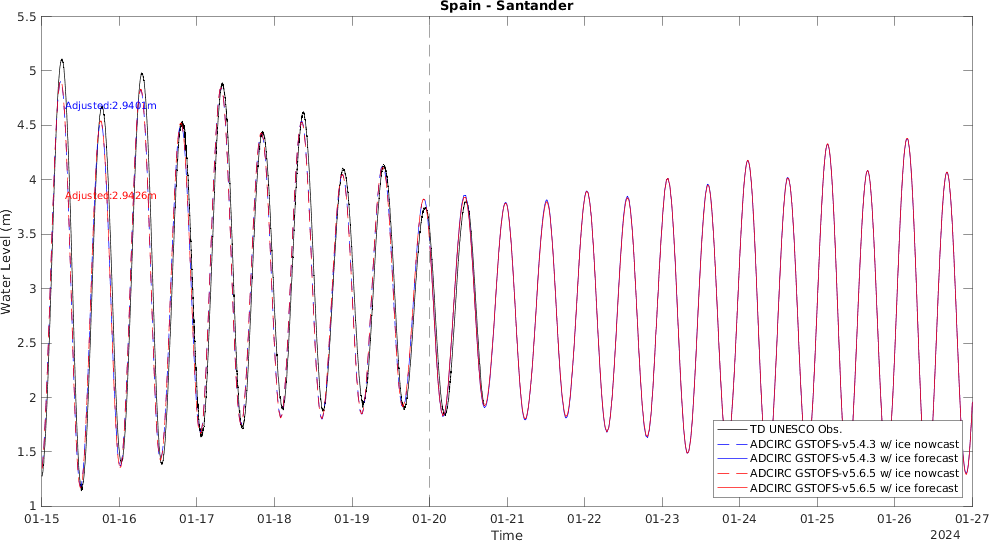 Spain - Santander
5.5
5
4.5
4
3.5
3
2.5
2
1.5
1
Water Level (m)
Adjusted:2.9401m
Adjusted:2.9426m
TD UNESCO Obs.
ADCIRC GSTOFS-v5.4.3 w/ ice nowcast
ADCIRC GSTOFS-v5.4.3 w/ ice forecast
ADCIRC GSTOFS-v5.6.5 w/ ice nowcast
ADCIRC GSTOFS-v5.6.5 w/ ice forecast
01-15 01-16 01-17 01-18 01-19 01-20 01-21 01-22 01-23 01-24 01-25 01-26 01-27
Time
2024